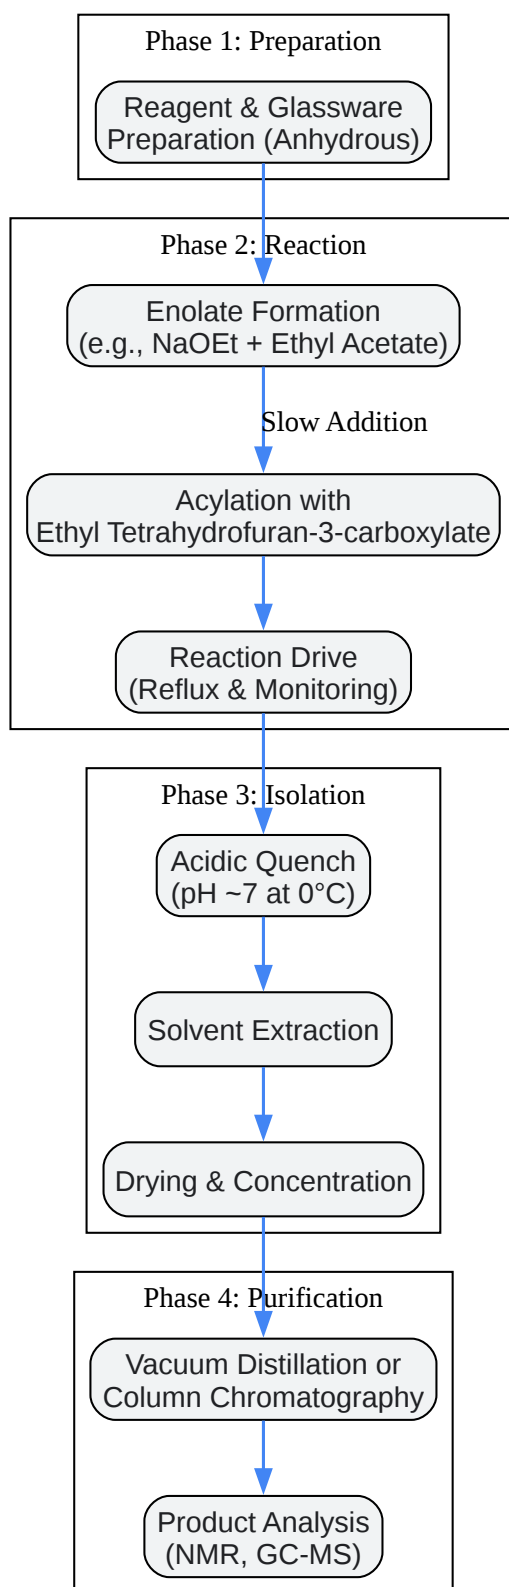 Phase 1: Preparation
Reagent & Glassware
Preparation (Anhydrous)
Phase 2: Reaction
Enolate Formation
(e.g., NaOEt + Ethyl Acetate)
Slow Addition
Acylation with
Ethyl Tetrahydrofuran-3-carboxylate
Reaction Drive
(Reflux & Monitoring)
Phase 3: Isolation
Acidic Quench
(pH ~7 at 0°C)
Solvent Extraction
Drying & Concentration
Phase 4: Purification
Vacuum Distillation or
Column Chromatography
Product Analysis
(NMR, GC-MS)